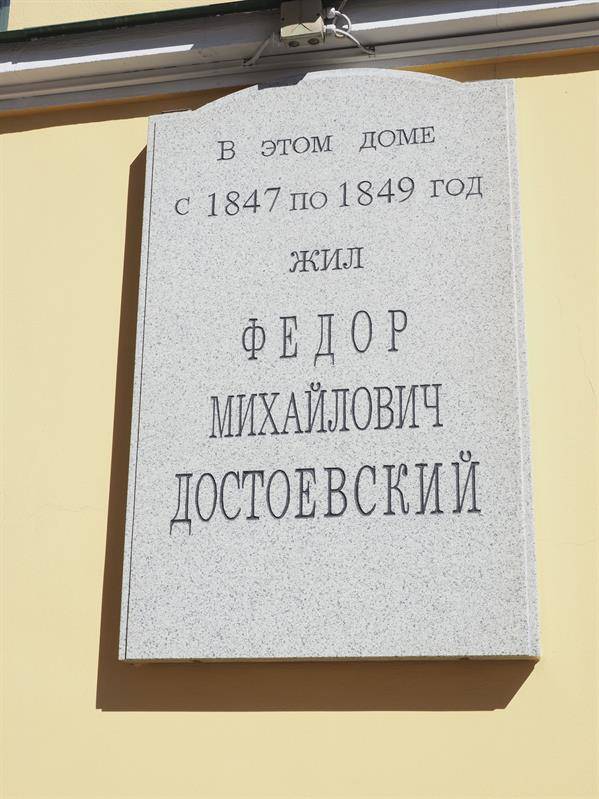 В ЭТОМ ДОМЕ
С 1847 ПО 1849 ГОД
ЖИЛ
ФЕДОР
МИХАЙЛОВИЧ
ДОСТОЕВСКИЙ